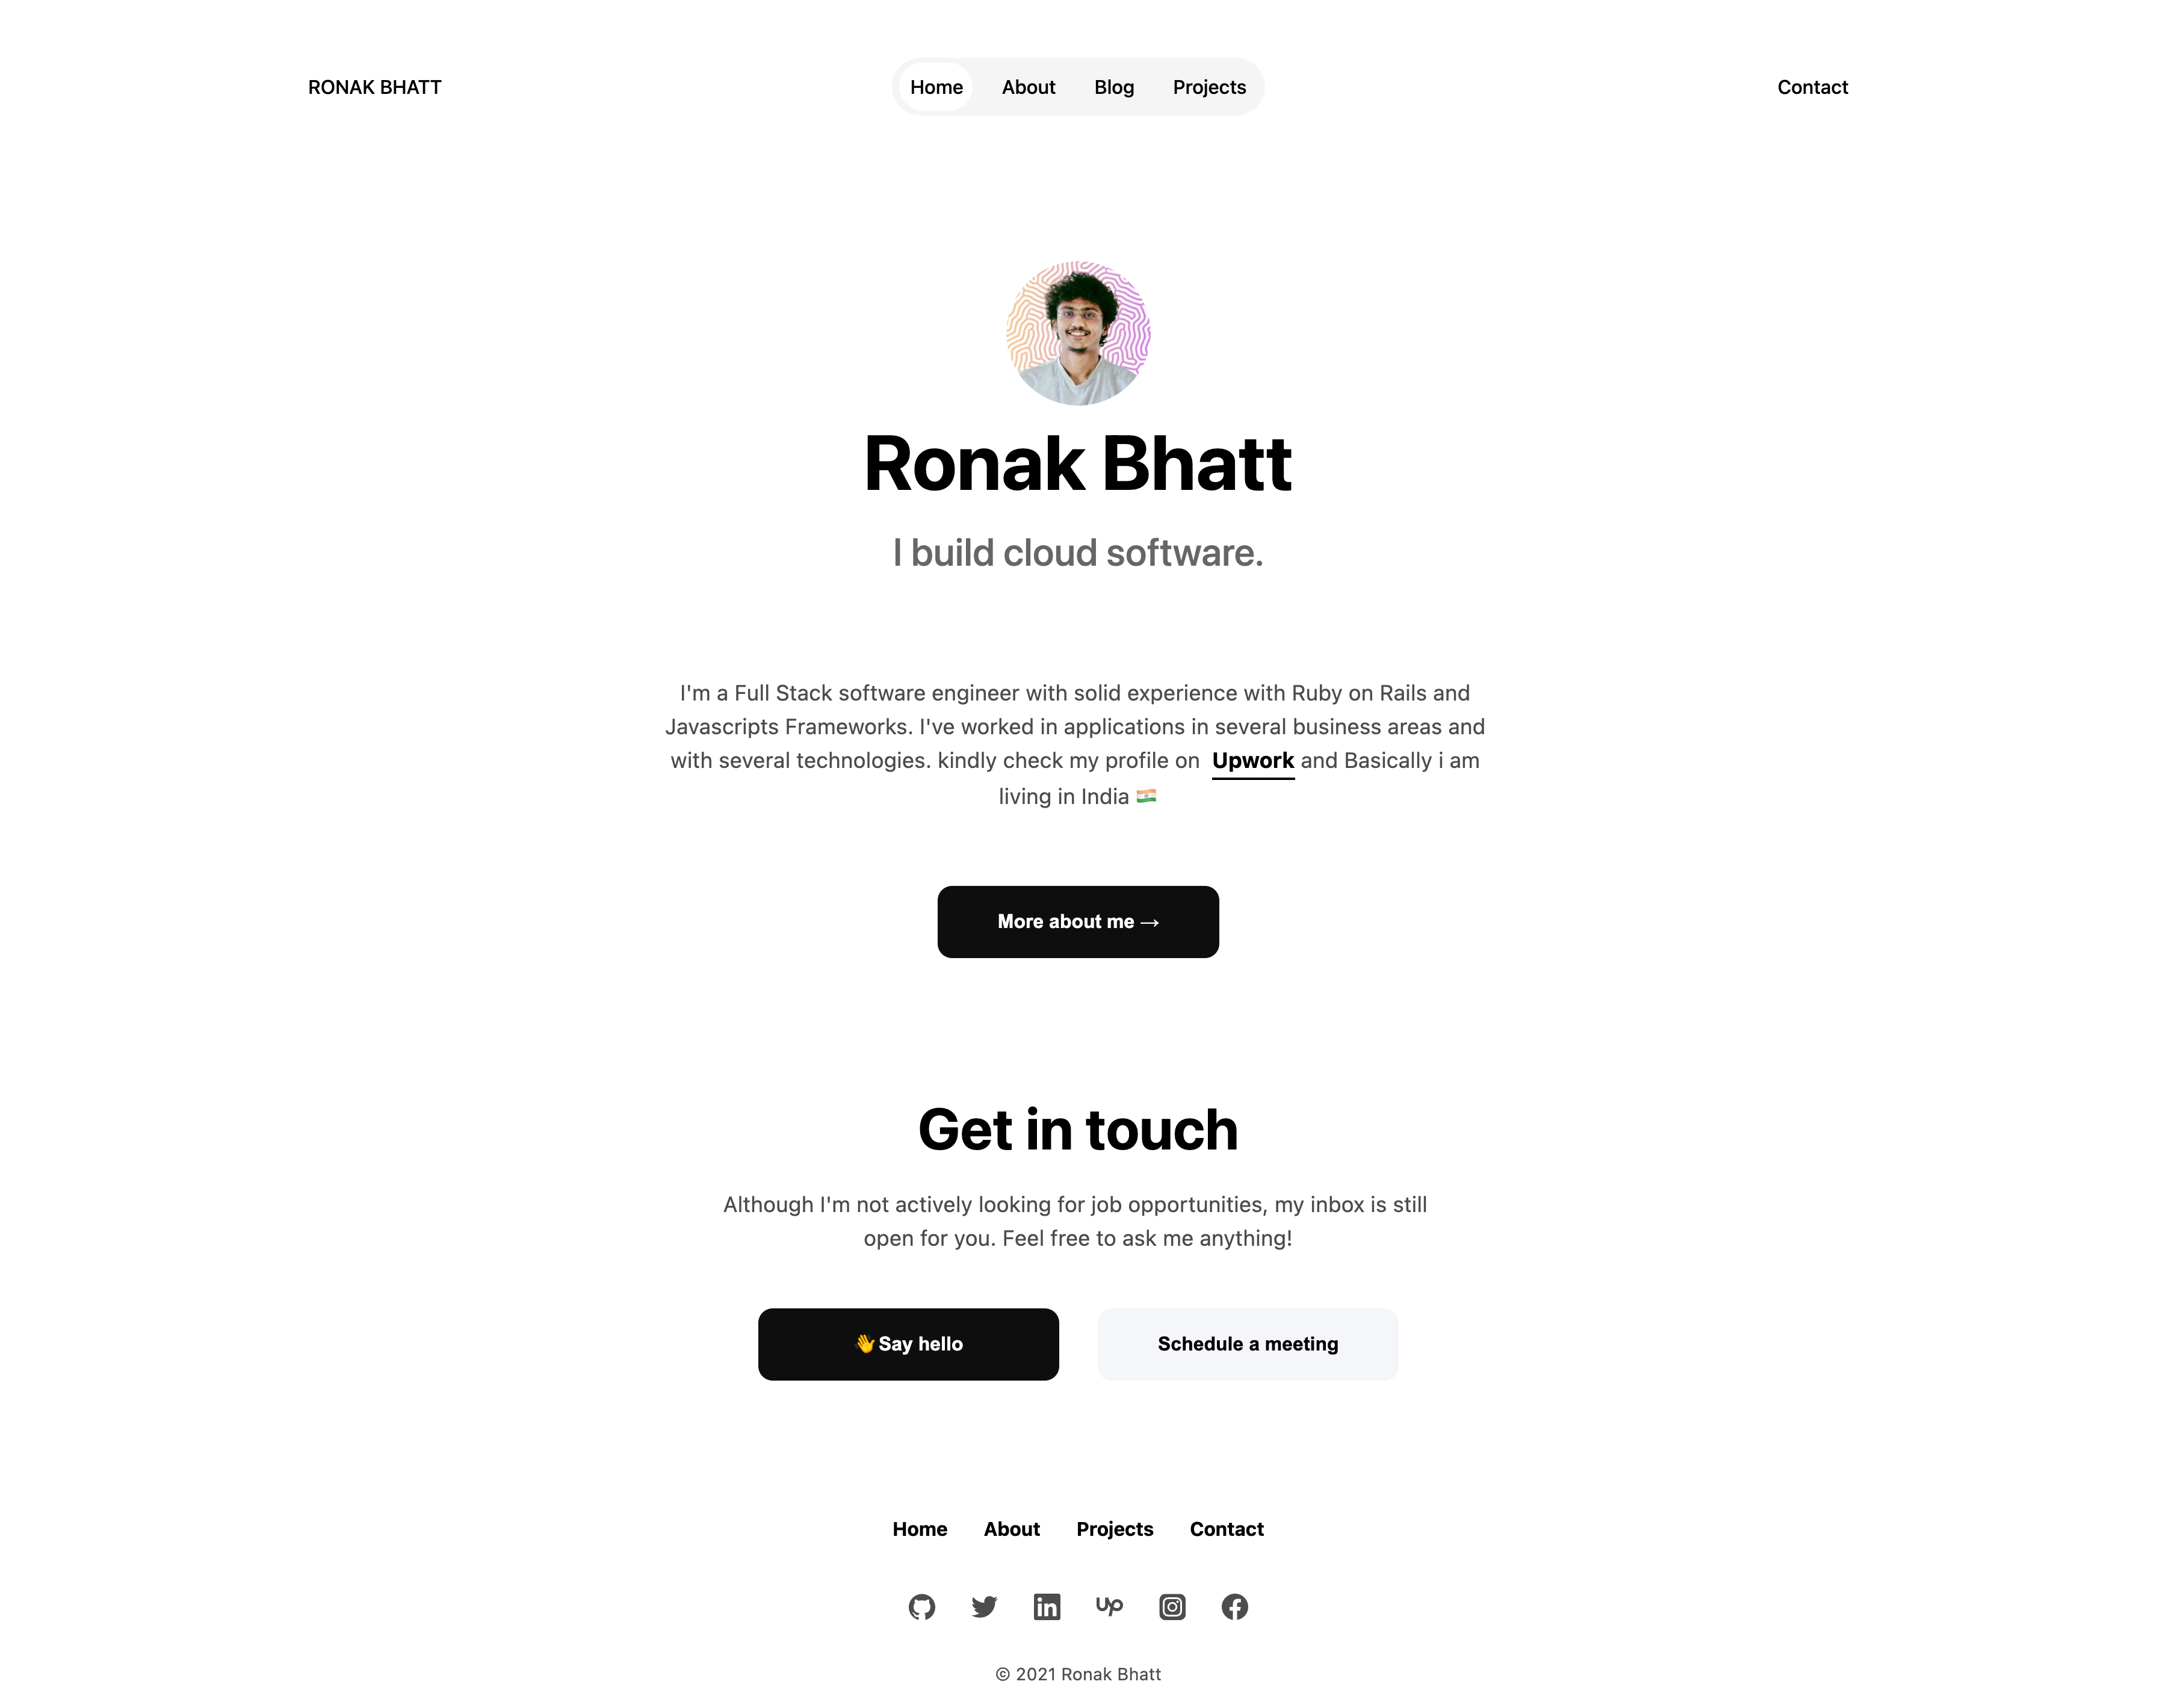 RONAK BHATT
Home
About
Blog
Projects
Contact
Ronak Bhatt
I build cloud software.
I'm a Full Stack software engineer with solid experience with Ruby on Rails and
Javascripts Frameworks. I've worked in applications in several business areas and
with several technologies. kindly check my profile on Upwork and Basically i am
living in India 🇮🇳
More about me →
Get in touch
Although I'm not actively looking for job opportunities, my inbox is still
open for you. Feel free to ask me anything!
👋 Say hello
Schedule a meeting
Home
About
Projects
Contact
in
up
© 2021 Ronak Bhatt